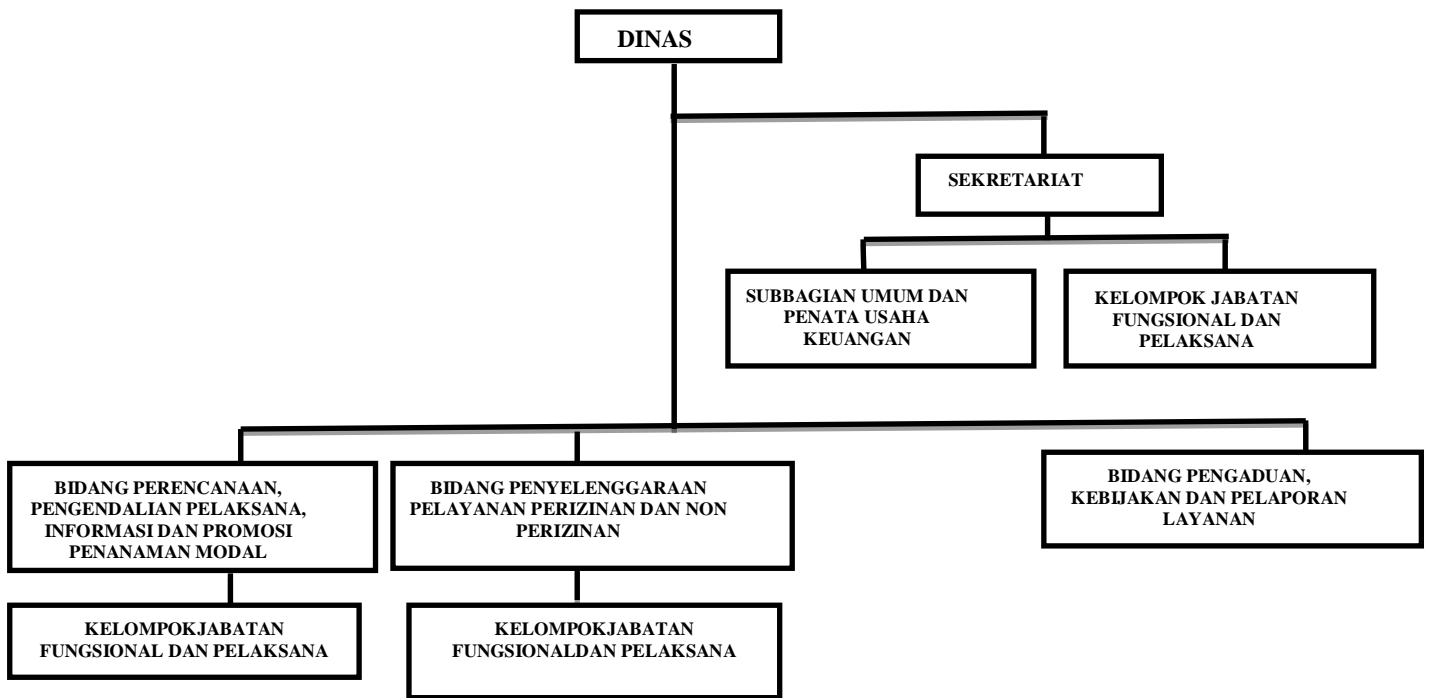 DINAS
SEKRETARIAT
SUBBAGIAN UMUM DAN
PENATA USAHA
KEUANGAN
KELOMPOK JABATAN
FUNGSIONAL DAN
PELAKSANA
BIDANG PERENCANAAN,
PENGENDALIAN PELAKSANA,
INFORMASI DAN PROMOSI
PENANAMAN MODAL
BIDANG PENYELENGGARAAN
PELAYANAN PERIZINAN DAN NON
PERIZINAN
BIDANG PENGADUAN,
KEBIJAKAN DAN PELAPORAN
LAYANAN
KELOMPOKJABATAN
FUNGSIONAL DAN PELAKSANA
KELOMPOKJABATAN
FUNGSIONALDAN PELAKSANA